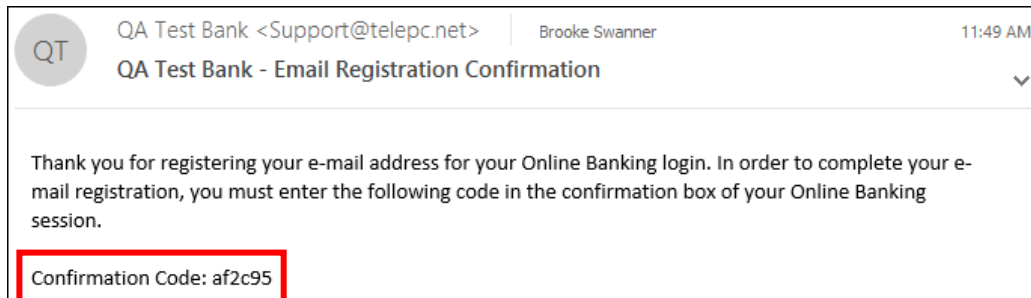 QT
QA Test Bank <Support@telepc.net>
Brooke Swanner
11:49 AM
QA Test Bank - Email Registration Confirmation
Thank you for registering your e-mail address for your Online Banking login. In order to complete your e-
mail registration, you must enter the following code in the confirmation box of your Online Banking
session.
Confirmation Code: af2c95